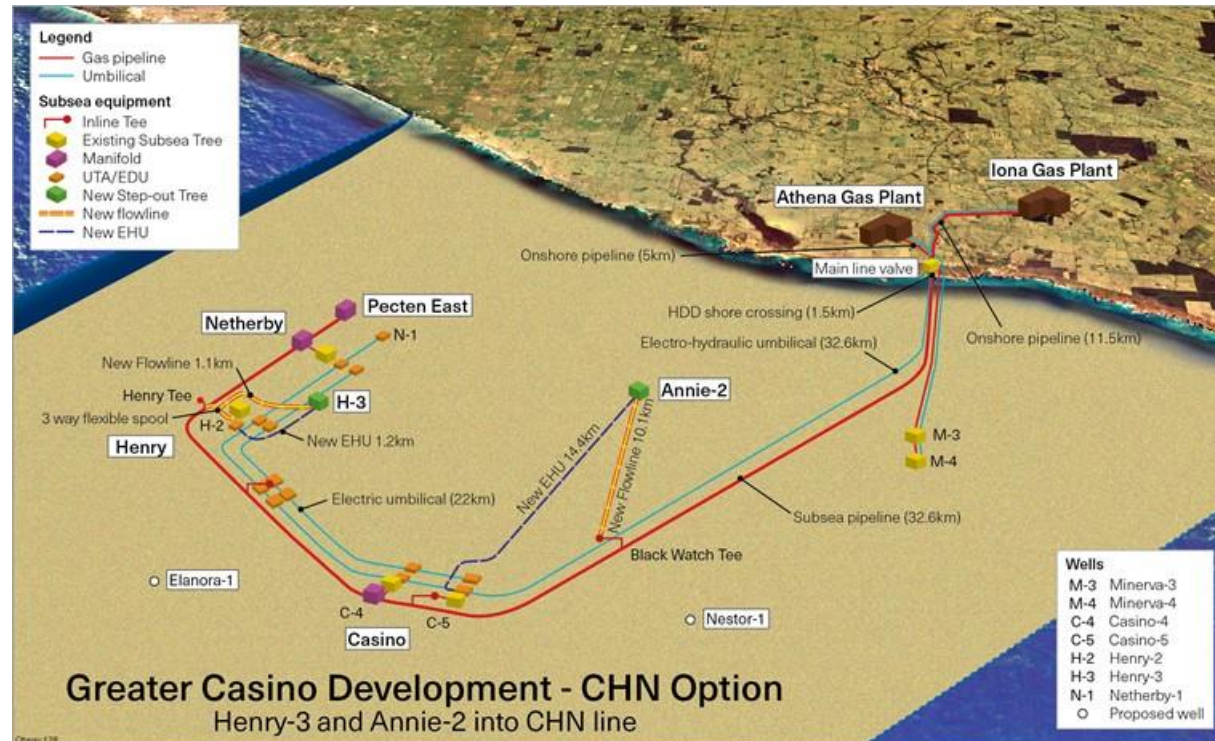 Legend
Gas pipeline
Umbilical
Subsea equipment
Inline Tee
Existing Subsea Tree
Manifold
UTA/EDU
New Step-out Tree
New flowline
New EHU
Iona Gas Plant
Athena Gas Plant
Onshore pipeline (5km)
Main line valve
HDD shore crossing (1.5km)
Onshore pipeline (11.5km)
Electro-hydraulic umbilical (32.6km)
Pecten East
Netherby
N-1
New Flowline 1.1km
Henry Tee
H-3
3 way flexible spool
H-2
New EHU 1.2km
Henry
Annie-2
New EHU 14.4km
New Flowline 10.1km
M-3
M-4
Electric umbilical (22km)
Subsea pipeline (32.6km)
Black Watch Tee
Elanora-1
C-4
C-5
Casino
Nestor-1
Wells
M-3 Minerva-3
M-4 Minerva-4
C-4 Casino-4
C-5 Casino-5
H-2 Henry-2
H-3 Henry-3
N-1 Netherby-1
Proposed well
Greater Casino Development - CHN Option
Henry-3 and Annie-2 into CHN line